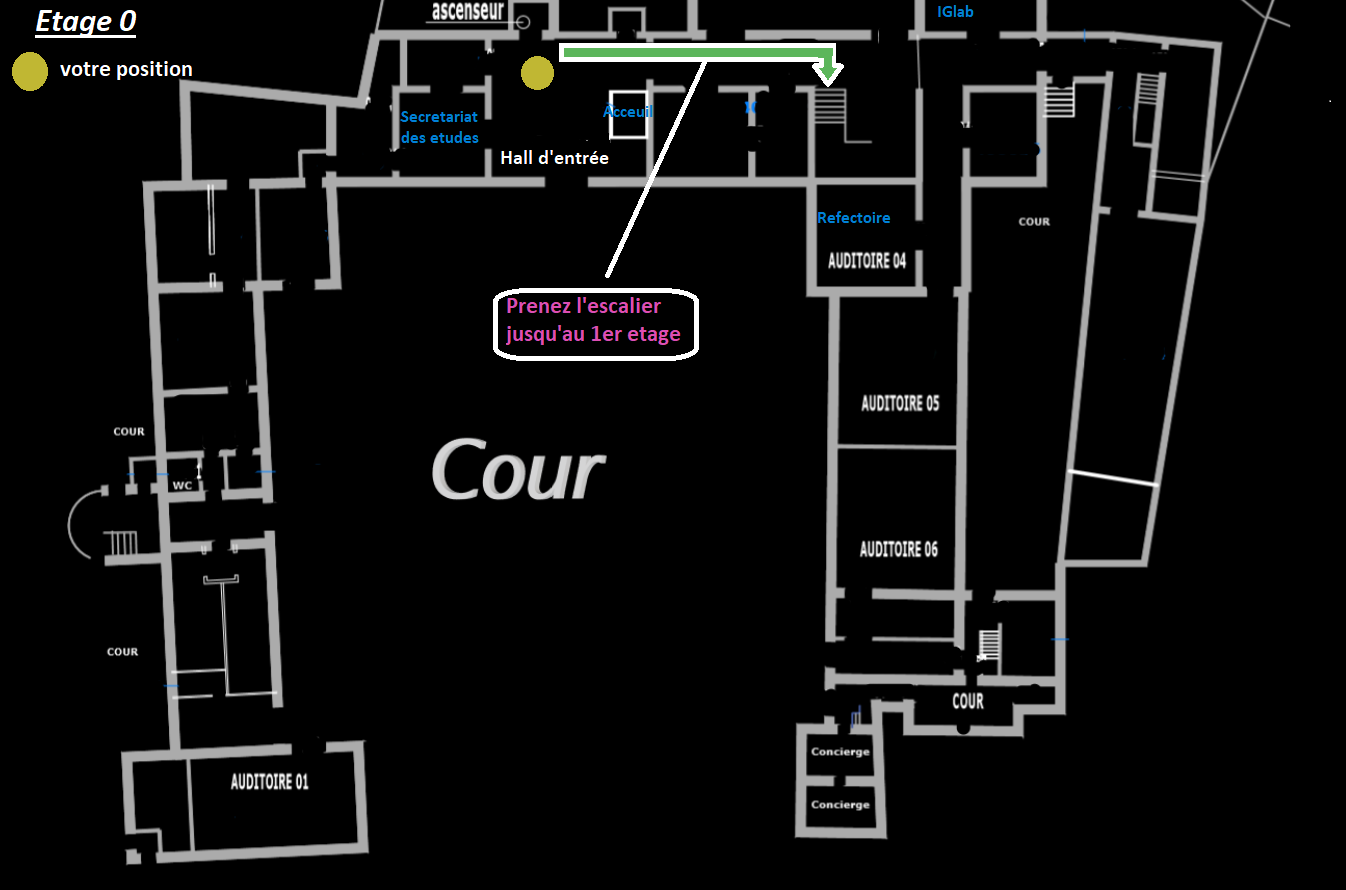 Etage 0
votre position
ascenseur
IGlab
Secretariat
des etudes
Âcceuil
Hall d'entrée
Refectoire
AUDITOIRE 04
COUR
Prenez l'escalier
jusqu'au 1er etage
AUDITOIRE 05
COUR
Cour
WC
AUDITOIRE 06
COUR
COUR
Concierge
AUDITOIRE 01
Concierge